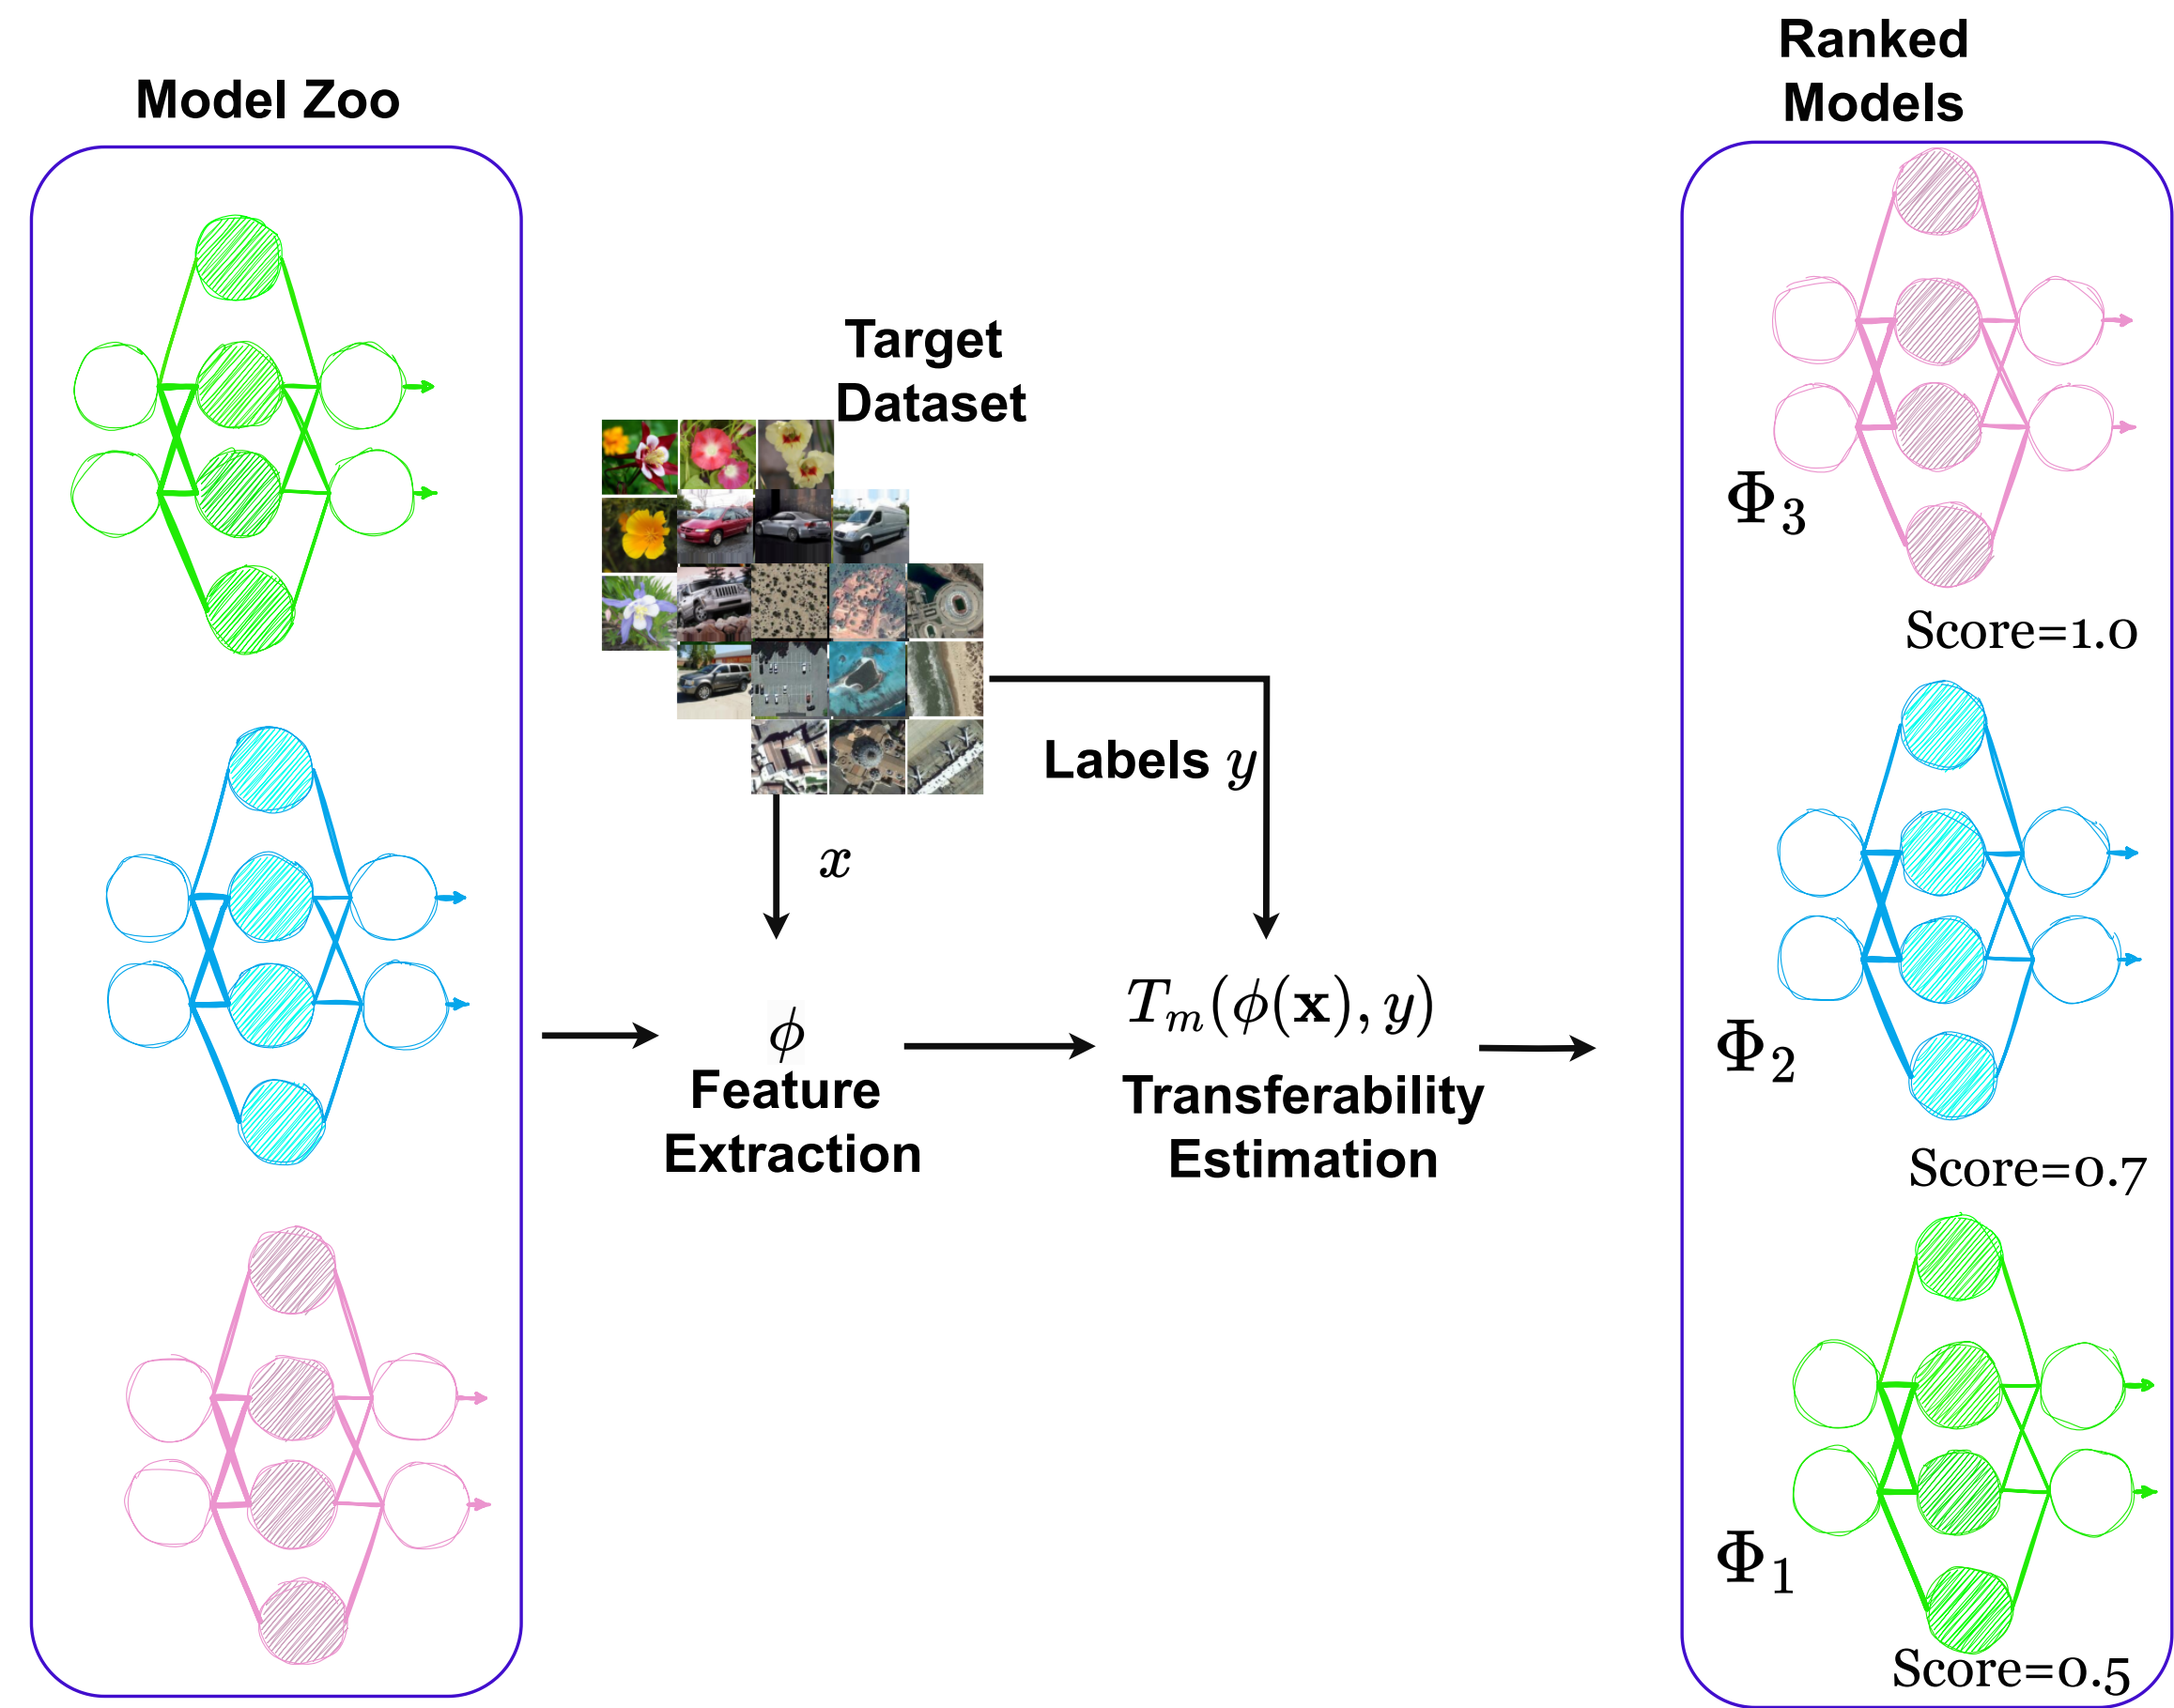 Model Zoo
Target
Dataset
Labels y
x
ϕ
Feature
Extraction
Tₘ(ϕ(𝐱), y)
Transferability
Estimation
Ranked
Models
Φ₃
Score=1.0
Φ₂
Score=0.7
Φ₁
Score=0.5